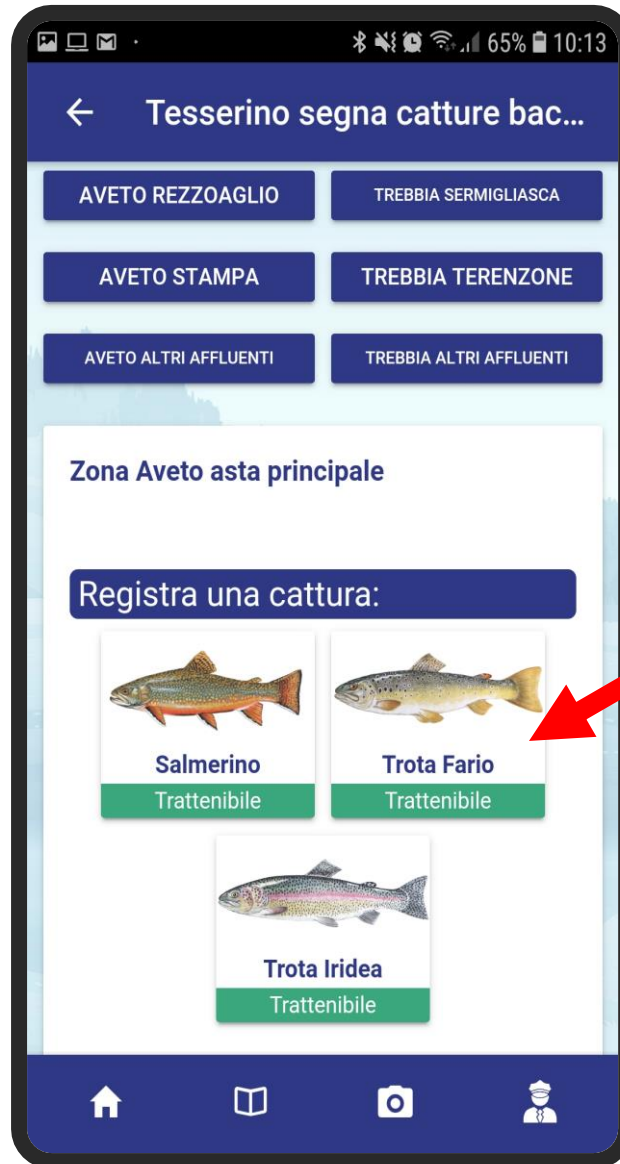 65% 10:13
Tesserino segna catture bac...
AVETO REZZOAGLIO
TREBBIA SERMIGLIASCA
AVETO STAMPA
TREBBIA TERENZONE
AVETO ALTRI AFFLUENTI
TREBBIA ALTRI AFFLUENTI
Zona Aveto asta principale
Registra una cattura:
Salmerino
Trattenibile
Trota Fario
Trattenibile
Trota Iridea
Trattenibile